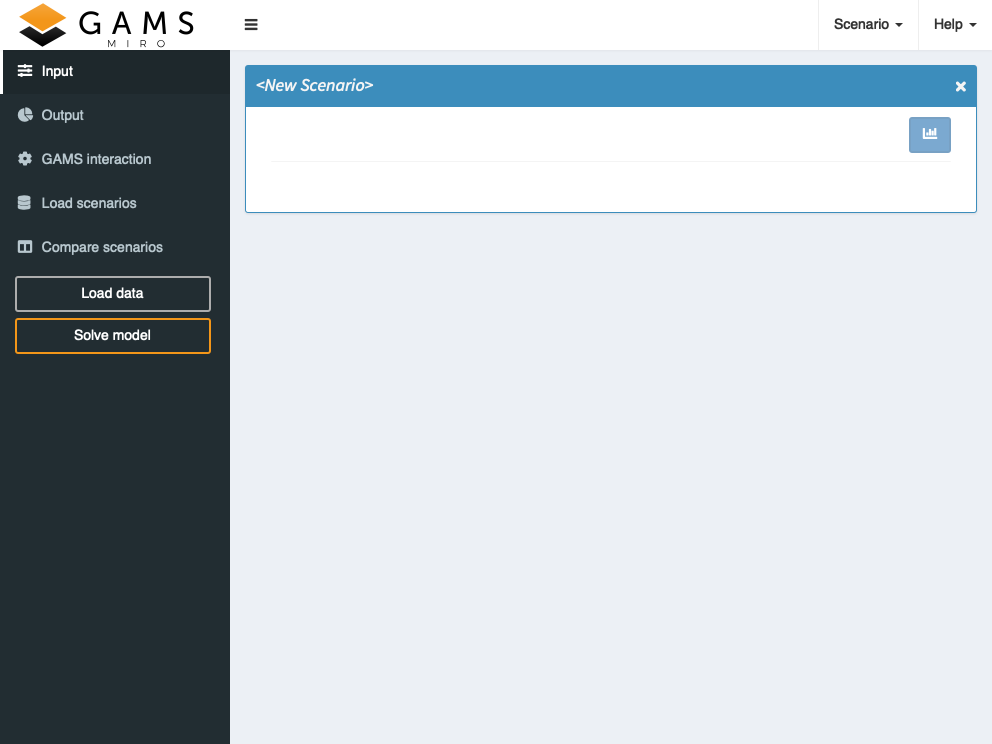 GAMS
MIRO
Scenario
Help
Input
Output
GAMS interaction
Load scenarios
Compare scenarios
Load data
Solve model
<New Scenario>